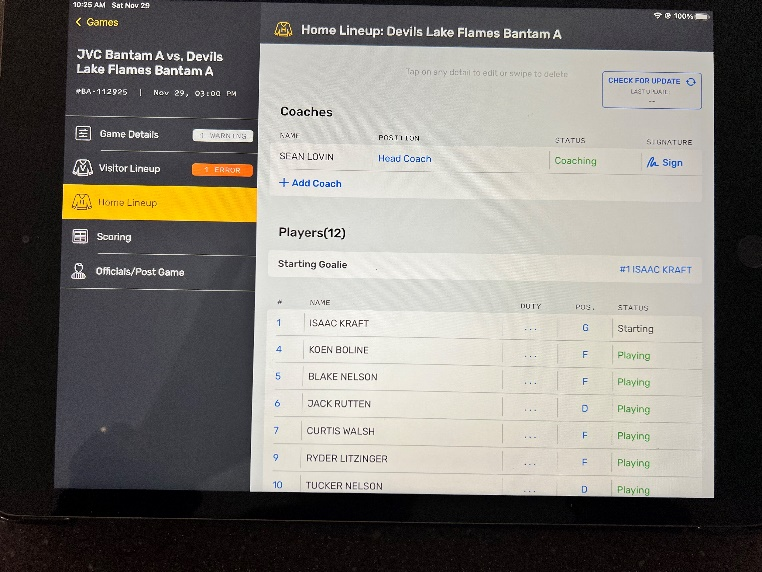 10:25 AM Sat Nov 29
100%
Games
JVC Bantam A vs. Devils
Lake Flames Bantam A
#BA-112925 | Nov 29, 03:00 PM
Game Details
1 WARNING
Visitor Lineup
1 ERROR
Home Lineup
Scoring
Officials/Post Game
Home Lineup: Devils Lake Flames Bantam A
Tap on any detail to edit or swipe to delete
CHECK FOR UPDATE
LAST UPDATE
--
Coaches
NAME POSITION STATUS SIGNATURE
SEAN LOVIN Head Coach Coaching Sign
+ Add Coach
Players(12)
Starting Goalie #1 ISAAC KRAFT
# NAME DUTY POS. STATUS
1 ISAAC KRAFT ... G Starting
4 KOEN BOLINE ... F Playing
5 BLAKE NELSON ... F Playing
6 JACK RUTTEN ... D Playing
7 CURTIS WALSH ... F Playing
9 RYDER LITZINGER ... F Playing
10 TUCKER NELSON ... D Playing